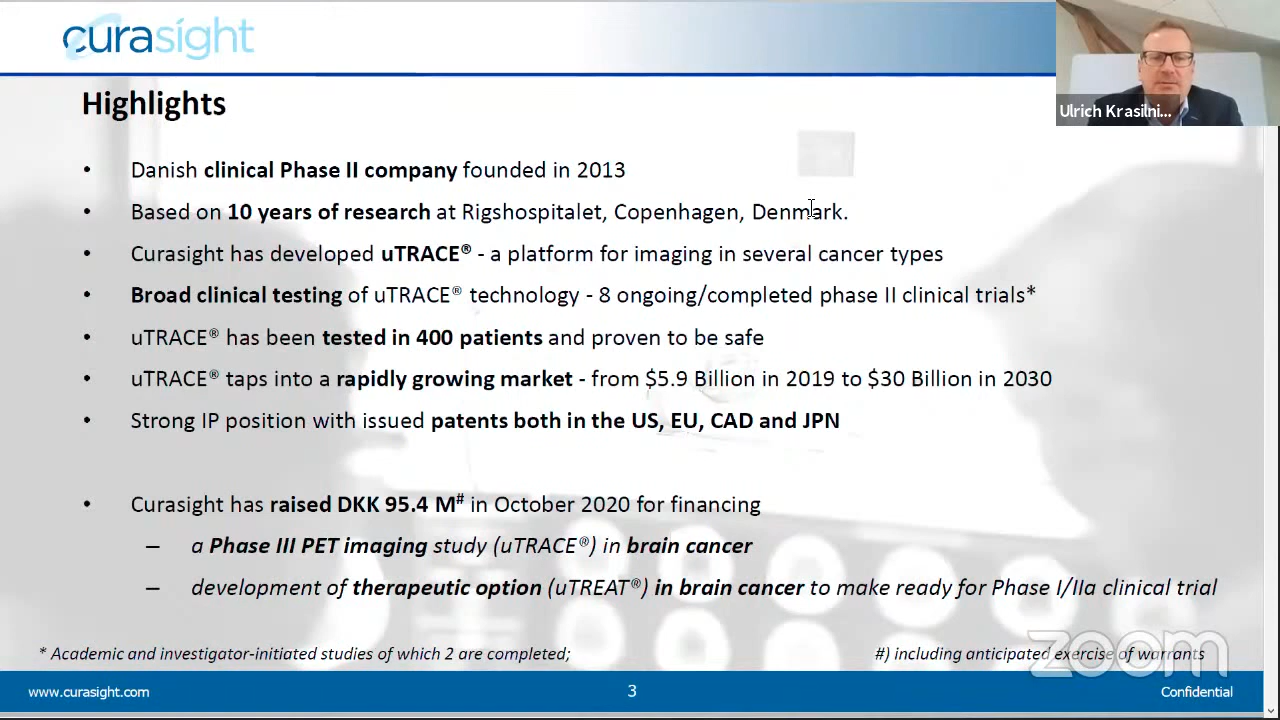 curasight
Ulrich Krasilni...
Highlights
• Danish clinical Phase II company founded in 2013
• Based on 10 years of research at Rigshospitalet, Copenhagen, Denmark.
• Curasight has developed uTRACE® - a platform for imaging in several cancer types
• Broad clinical testing of uTRACE® technology - 8 ongoing/completed phase II clinical trials*
• uTRACE® has been tested in 400 patients and proven to be safe
• uTRACE® taps into a rapidly growing market - from $5.9 Billion in 2019 to $30 Billion in 2030
• Strong IP position with issued patents both in the US, EU, CAD and JPN
• Curasight has raised DKK 95.4 M# in October 2020 for financing
– a Phase III PET imaging study (uTRACE®) in brain cancer
– development of therapeutic option (uTREAT®) in brain cancer to make ready for Phase I/IIa clinical trial
* Academic and investigator-initiated studies of which 2 are completed;
#) including anticipated exercise of warrants
zoom
www.curasight.com
3
Confidential